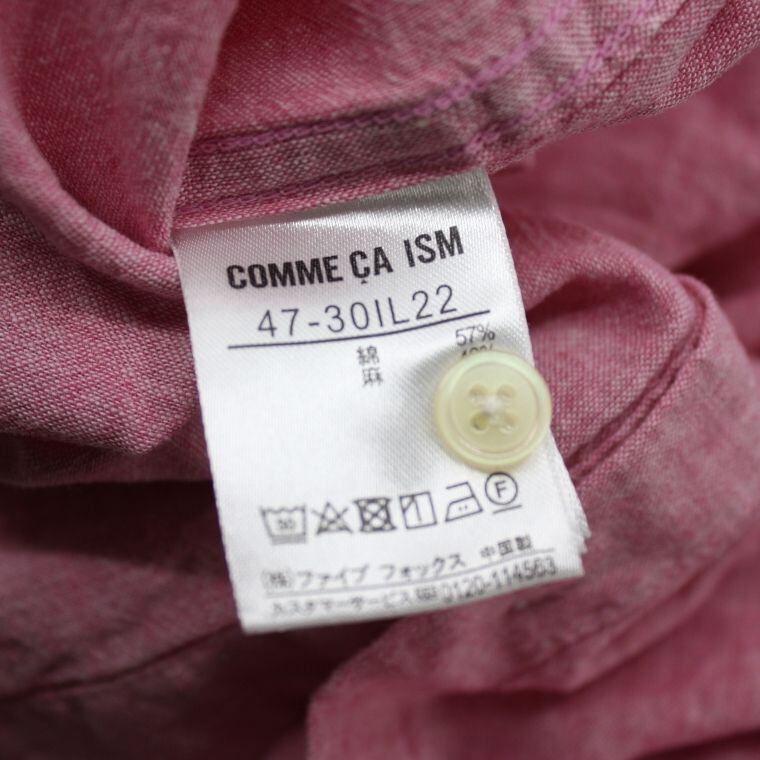 COMME ÇA ISM
47-30IL22
綿 57%
麻
(株)ファイブ フォックス 中国製
カスタマーサービス 0120-114563